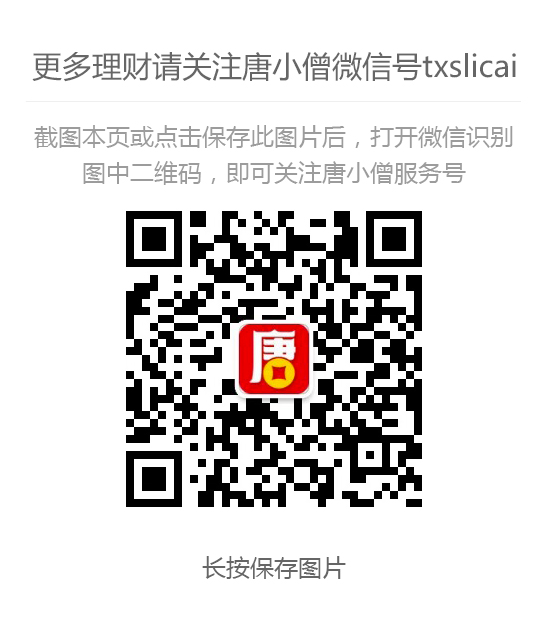 更多理财请关注唐小僧微信号txslicai
截图本页或点击保存此图片后，打开微信识别
图中二维码，即可关注唐小僧服务号
唐
长按保存图片